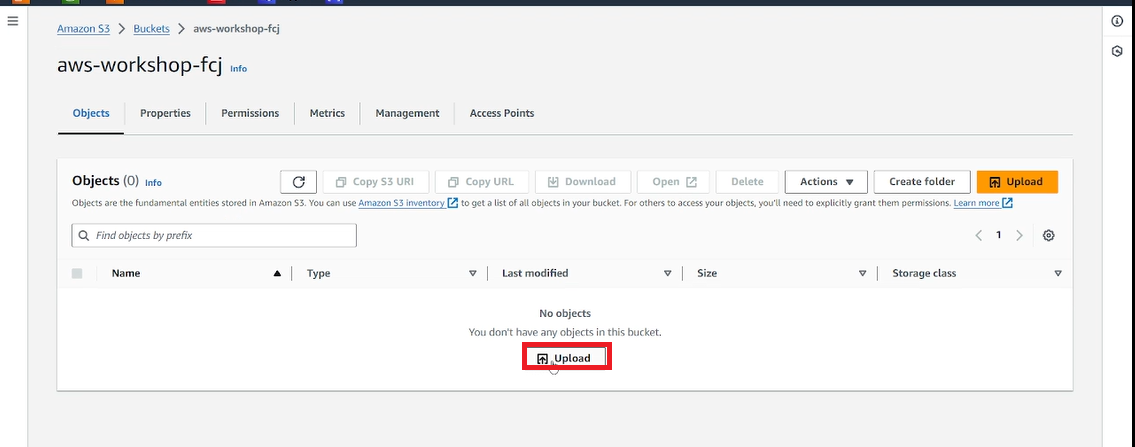 Amazon S3 > Buckets > aws-workshop-fcj
aws-workshop-fcj Info
Objects Properties Permissions Metrics Management Access Points
Objects (0) Info Copy S3 URI Copy URL Download Open Delete Actions Create folder Upload
Objects are the fundamental entities stored in Amazon S3. You can use Amazon S3 inventory to get a list of all objects in your bucket. For others to access your objects, you'll need to explicitly grant them permissions. Learn more
Find objects by prefix 1
Name Type Last modified Size Storage class
No objects
You don't have any objects in this bucket.
Upload